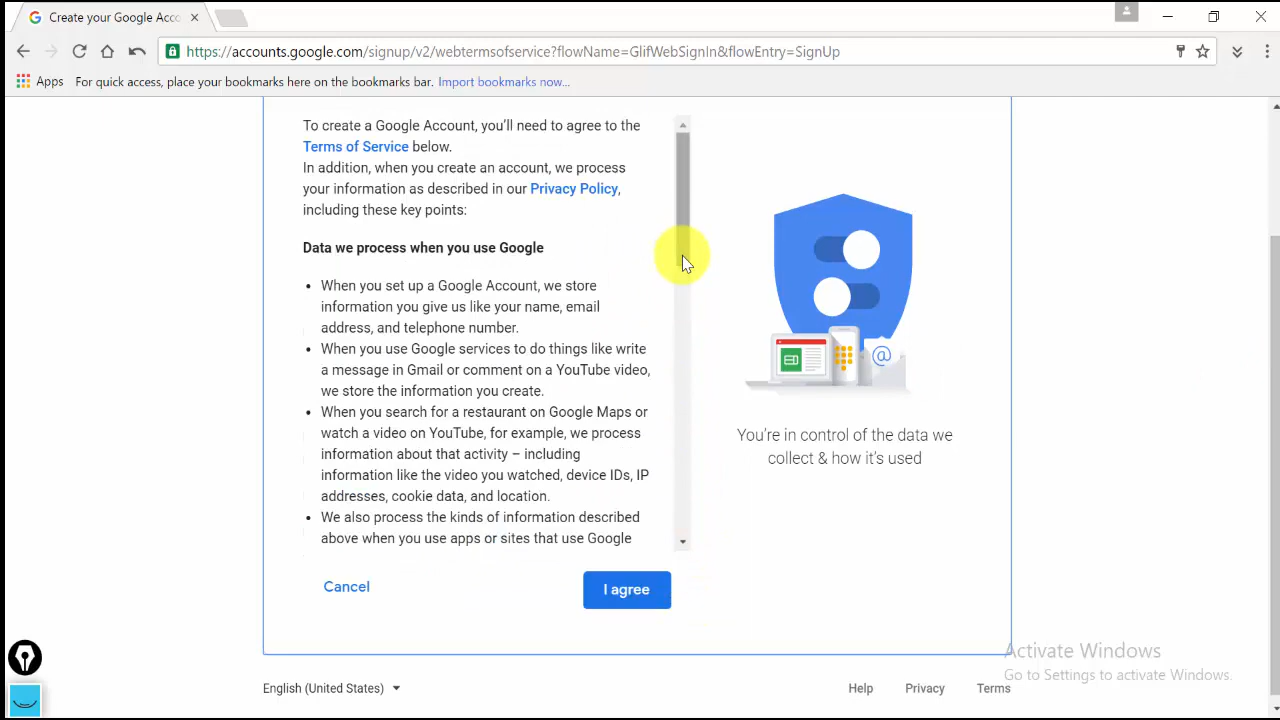 Create your Google Acco
https://accounts.google.com/signup/v2/webtermsofservice?flowName=GlifWebSignIn&flowEntry=SignUp
Apps For quick access, place your bookmarks here on the bookmarks bar. Import bookmarks now...
To create a Google Account, you'll need to agree to the
Terms of Service below.
In addition, when you create an account, we process
your information as described in our Privacy Policy,
including these key points:
Data we process when you use Google
• When you set up a Google Account, we store
information you give us like your name, email
address, and telephone number.
• When you use Google services to do things like write
a message in Gmail or comment on a YouTube video,
we store the information you create.
• When you search for a restaurant on Google Maps or
watch a video on YouTube, for example, we process
information about that activity – including
information like the video you watched, device IDs, IP
addresses, cookie data, and location.
• We also process the kinds of information described
above when you use apps or sites that use Google
@
You're in control of the data we
collect & how it's used
Cancel
I agree
Activate Windows
Go to Settings to activate Windows.
English (United States)
Help Privacy Terms